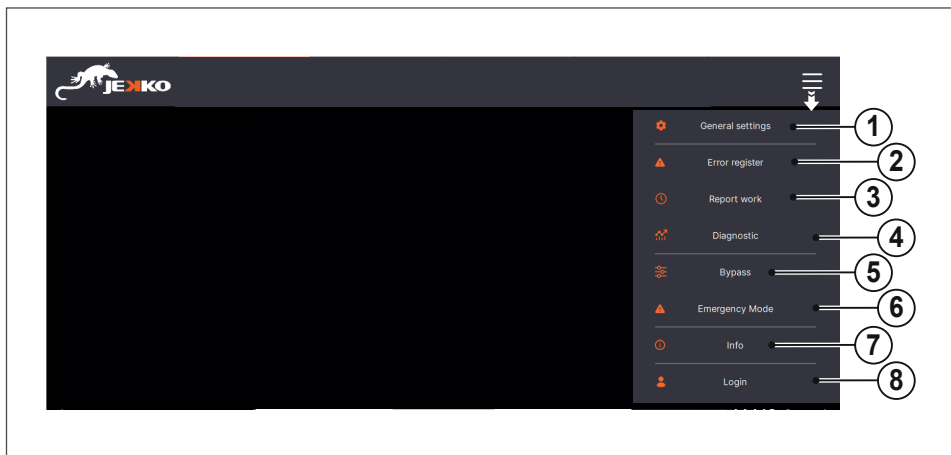 JEKKO
General settings 1
Error register 2
Report work 3
Diagnostic 4
Bypass 5
Emergency Mode 6
Info 7
Login 8